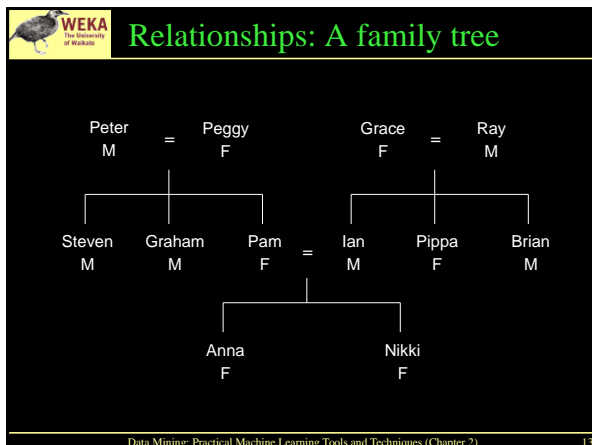 WEKA
The University
of Waikato
Relationships: A family tree
Peter = Peggy Grace = Ray
M F F M
Steven Graham Pam = Ian Pippa Brian
M M F M F M
Anna Nikki
F F
Data Mining: Practical Machine Learning Tools and Techniques (Chapter 2) 13